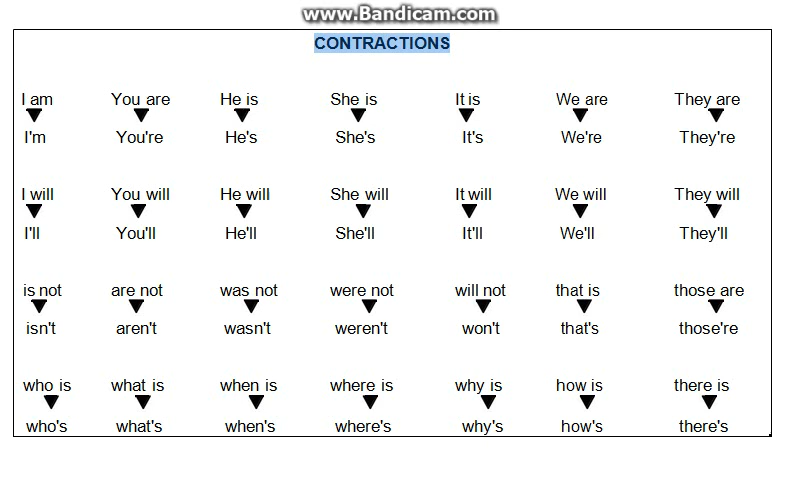 www.Bandicam.com
CONTRACTIONS
I am You are He is She is It is We are They are
I'm You're He's She's It's We're They're
I will You will He will She will It will We will They will
I'll You'll He'll She'll It'll We'll They'll
is not are not was not were not will not that is those are
isn't aren't wasn't weren't won't that's those're
who is what is when is where is why is how is there is
who's what's when's where's why's how's there's